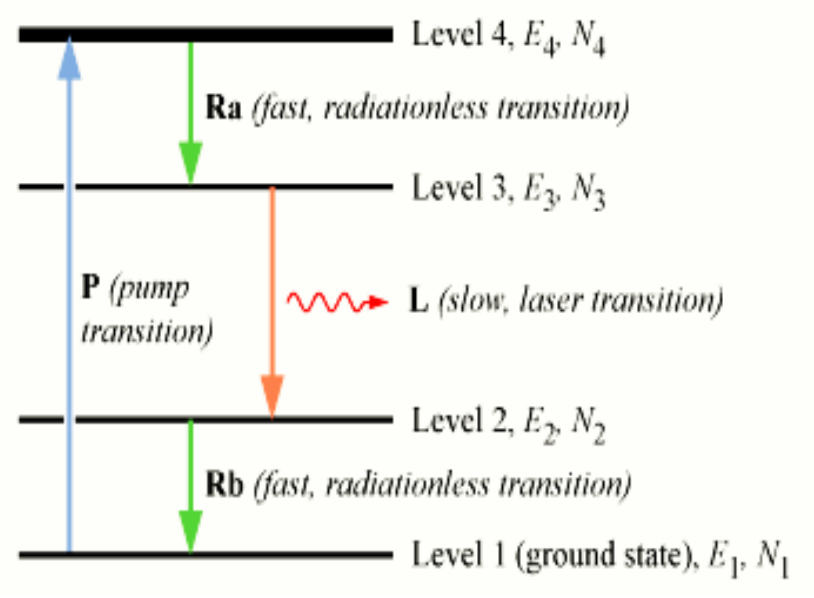 Level 4, E4, N4
Ra (fast, radiationless transition)
Level 3, E3, N3
P (pump
transition)
L (slow, laser transition)
Level 2, E2, N2
Rb (fast, radiationless transition)
Level 1 (ground state), E1, N1